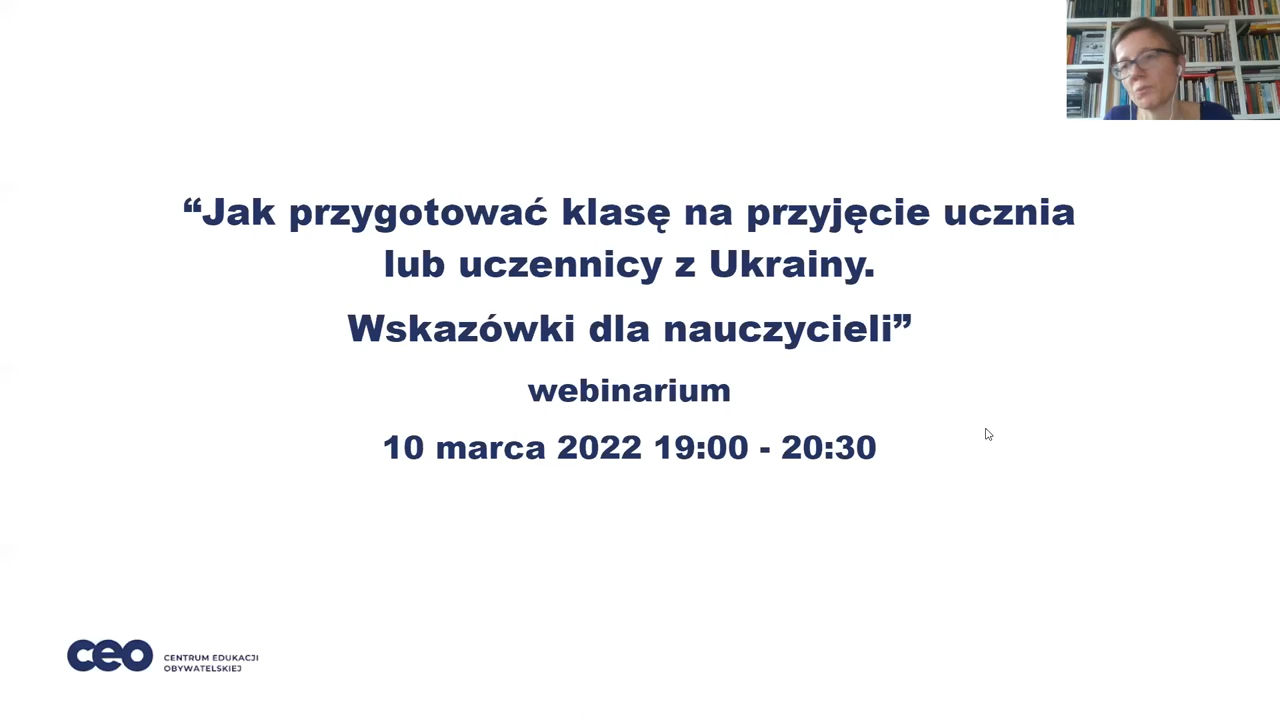 “Jak przygotować klasę na przyjęcie ucznia
lub uczennicy z Ukrainy.
Wskazówki dla nauczycieli”
webinarium
10 marca 2022 19:00 - 20:30
ceo CENTRUM EDUKACJI
OBYWATELSKIEJ